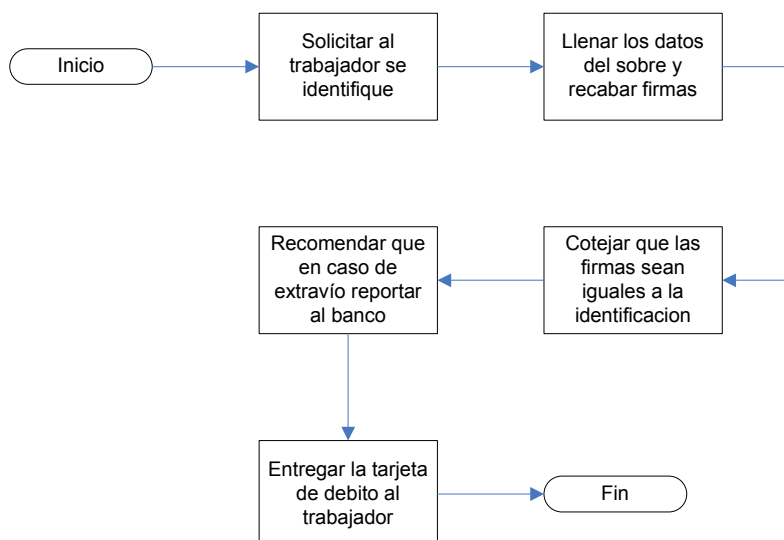 Inicio
Solicitar al
trabajador se
identifique
Llenar los datos
del sobre y
recabar firmas
Cotejar que las
firmas sean
iguales a la
identificacion
Recomendar que
en caso de
extravío reportar
al banco
Entregar la tarjeta
de debito al
trabajador
Fin